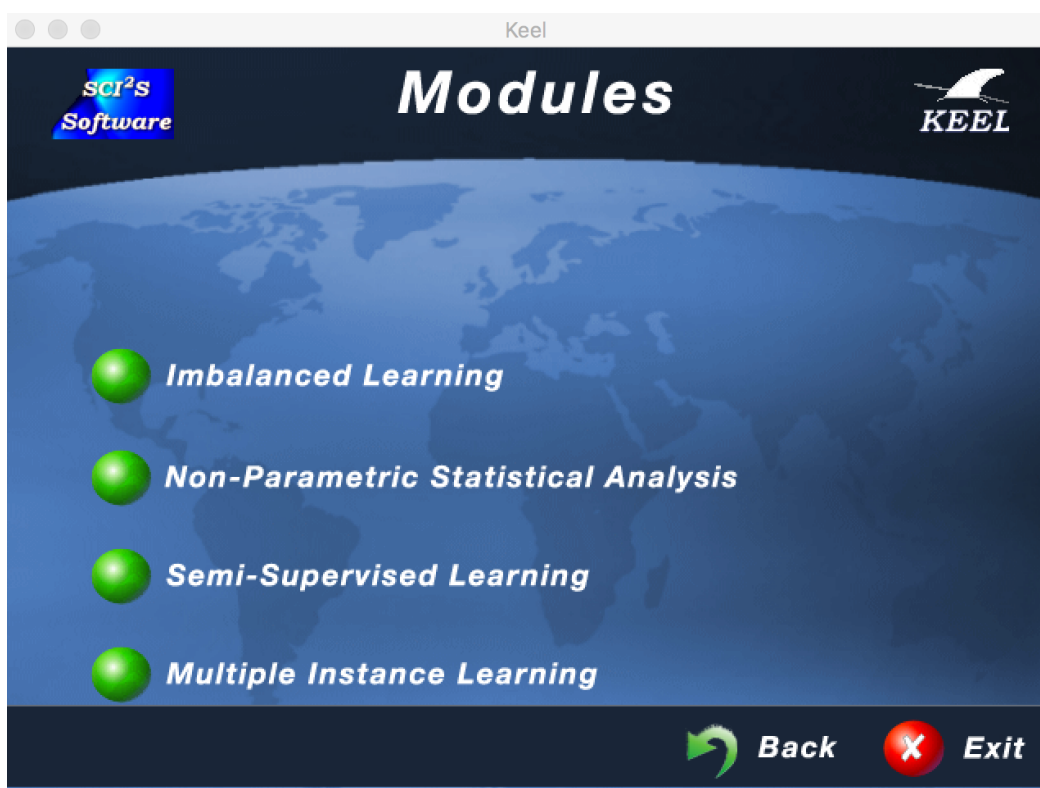 Keel
SCI²S
Software
Modules
KEEL
Imbalanced Learning
Non-Parametric Statistical Analysis
Semi-Supervised Learning
Multiple Instance Learning
Back
Exit